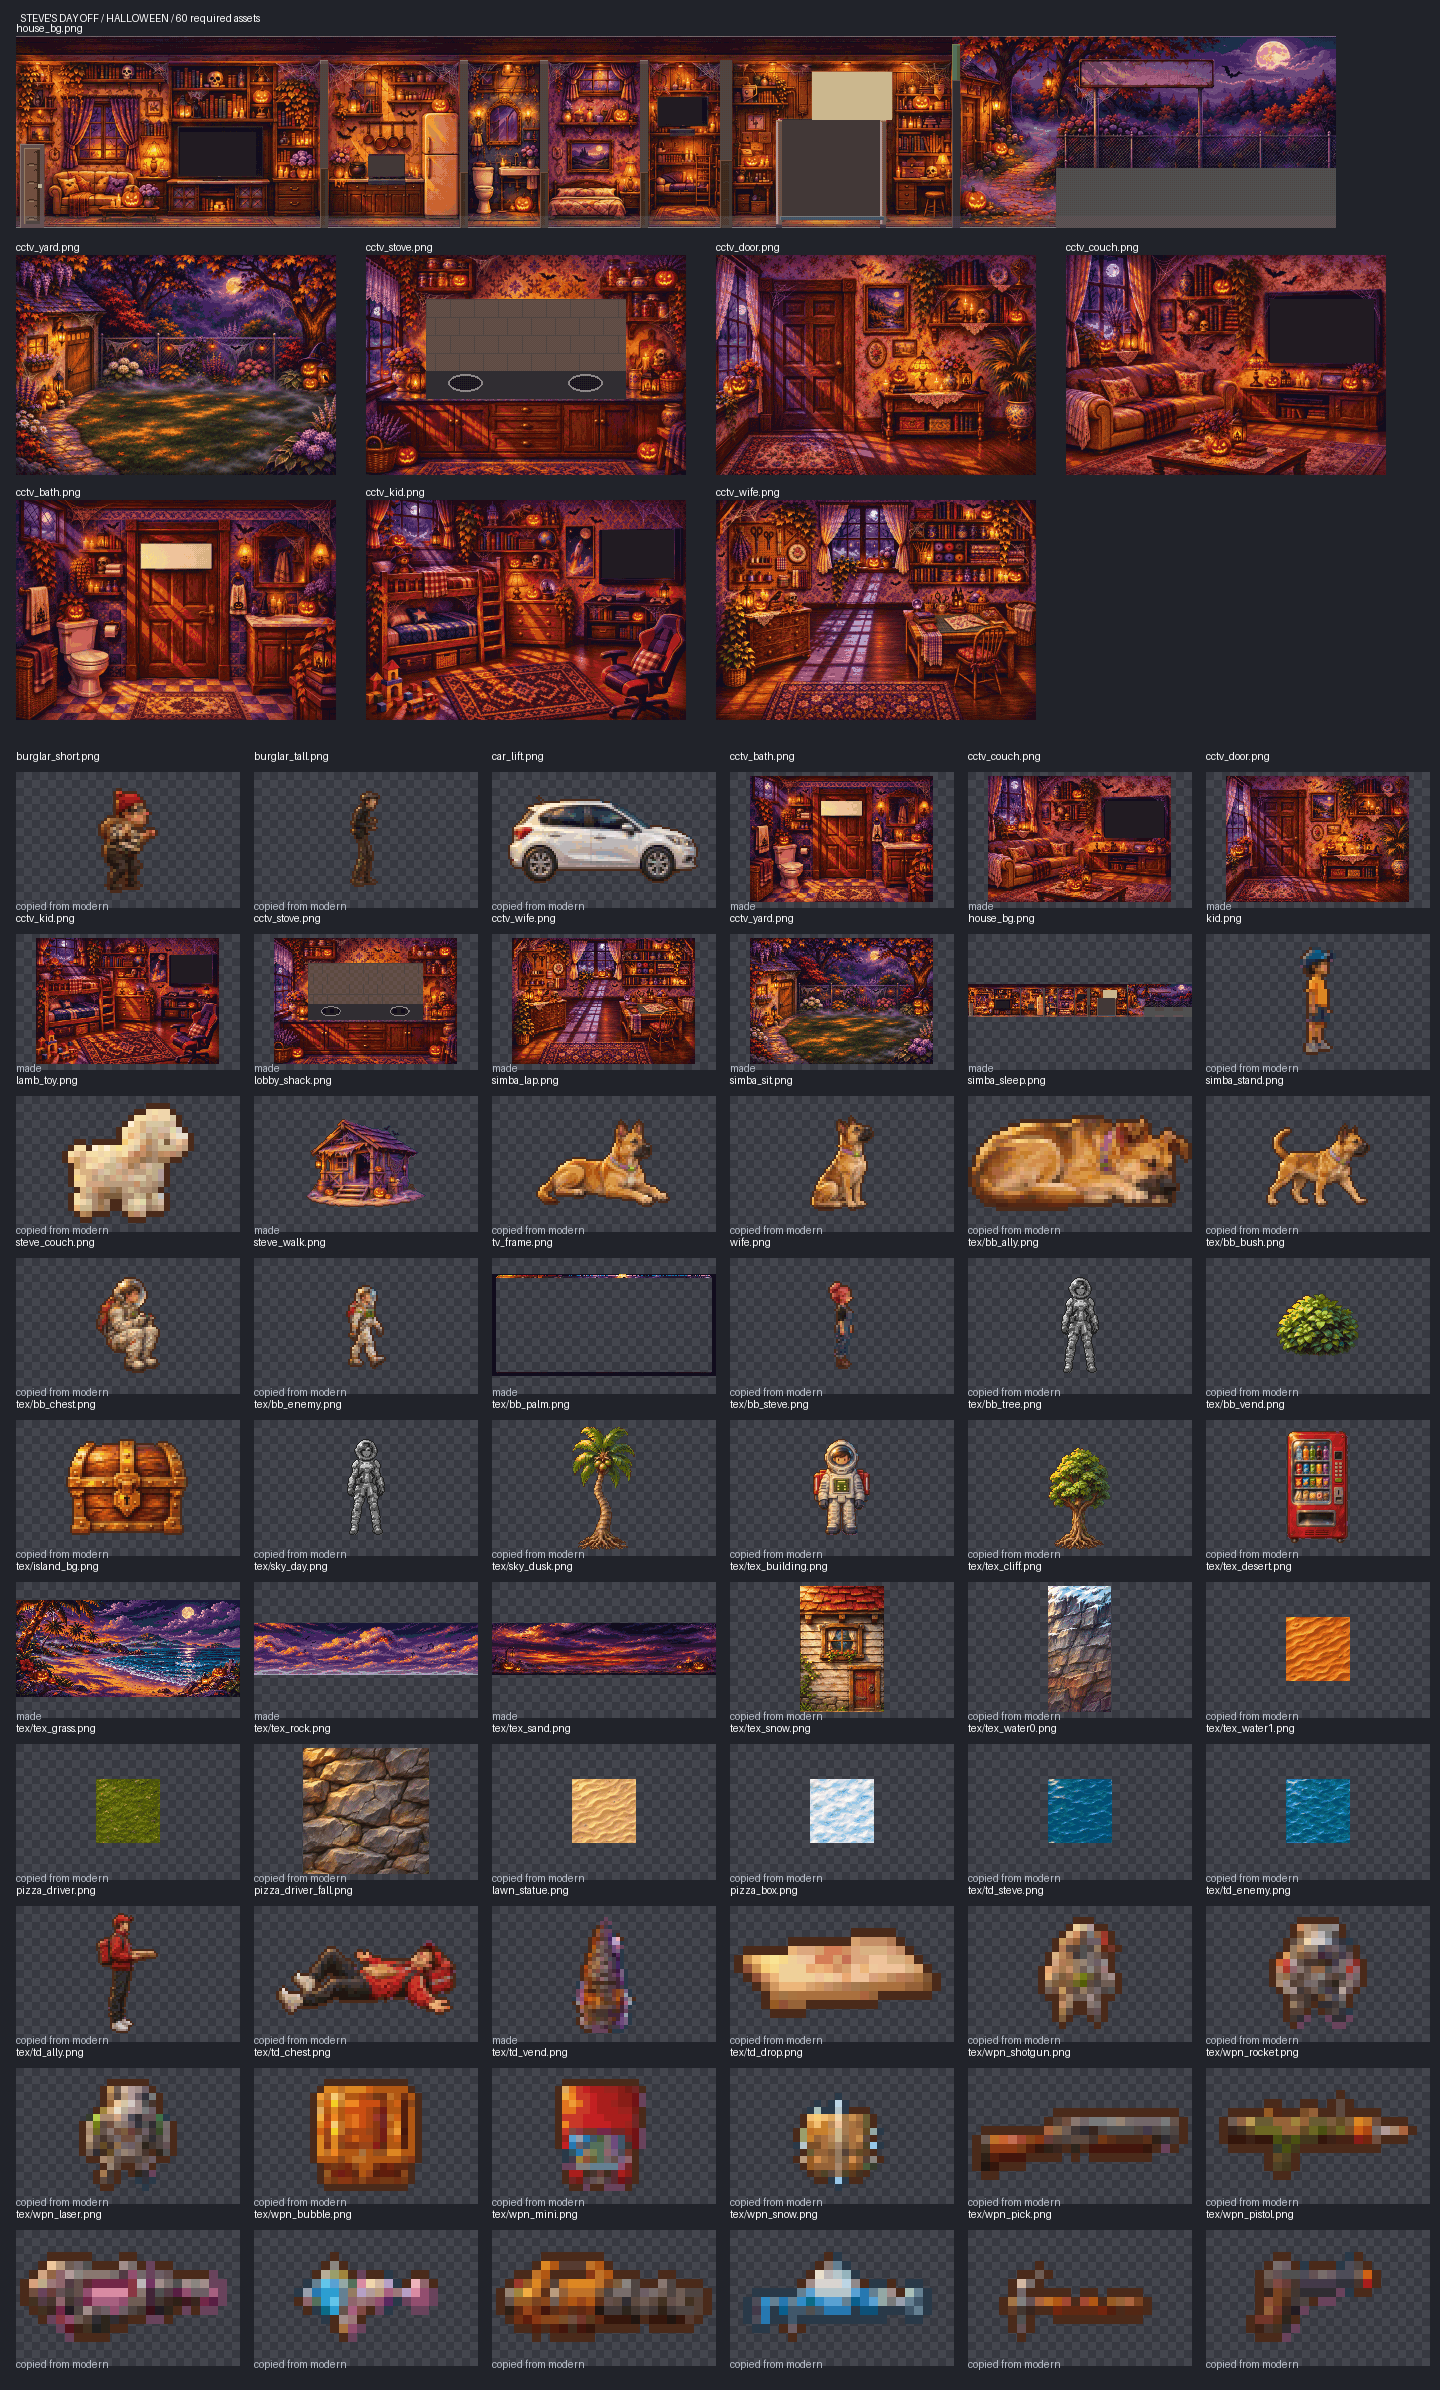 STEVE'S DAY OFF / HALLOWEEN / 60 required assets
house_bg.png
cctv_yard.png cctv_stove.png cctv_door.png cctv_couch.png
cctv_bath.png cctv_kid.png cctv_wife.png
burglar_short.png burglar_tall.png car_lift.png cctv_bath.png cctv_couch.png cctv_door.png
copied from modern copied from modern copied from modern made made made
cctv_kid.png cctv_stove.png cctv_wife.png cctv_yard.png house_bg.png kid.png
made made made made made copied from modern
lamb_toy.png lobby_shack.png simba_lap.png simba_sit.png simba_sleep.png simba_stand.png
copied from modern made copied from modern copied from modern copied from modern copied from modern
steve_couch.png steve_walk.png tv_frame.png wife.png tex/bb_ally.png tex/bb_bush.png
copied from modern copied from modern made copied from modern copied from modern copied from modern
tex/bb_chest.png tex/bb_enemy.png tex/bb_palm.png tex/bb_steve.png tex/bb_tree.png tex/bb_vend.png
copied from modern copied from modern copied from modern copied from modern copied from modern copied from modern
tex/island_bg.png tex/sky_day.png tex/sky_dusk.png tex/tex_building.png tex/tex_cliff.png tex/tex_desert.png
made made made copied from modern copied from modern copied from modern
tex/tex_grass.png tex/tex_rock.png tex/tex_sand.png tex/tex_snow.png tex/tex_water0.png tex/tex_water1.png
copied from modern copied from modern copied from modern copied from modern copied from modern copied from modern
pizza_driver.png pizza_driver_fall.png lawn_statue.png pizza_box.png tex/td_steve.png tex/td_enemy.png
copied from modern copied from modern made copied from modern copied from modern copied from modern
tex/td_ally.png tex/td_chest.png tex/td_vend.png tex/td_drop.png tex/wpn_shotgun.png tex/wpn_rocket.png
copied from modern copied from modern copied from modern copied from modern copied from modern copied from modern
tex/wpn_laser.png tex/wpn_bubble.png tex/wpn_mini.png tex/wpn_snow.png tex/wpn_pick.png tex/wpn_pistol.png
copied from modern copied from modern copied from modern copied from modern copied from modern copied from modern